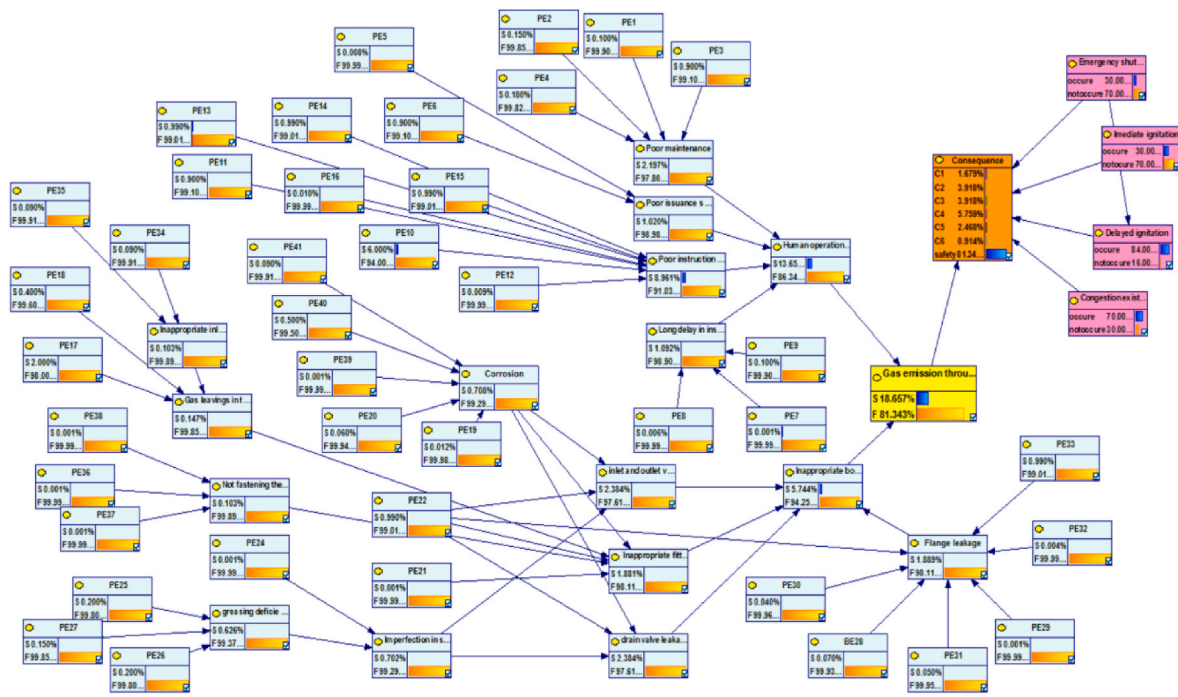 PE2
S 0.150%
F 99.85...
PE1
S 0.100%
F 99.90...
PE5
S 0.008%
F 99.99...
PE3
S 0.900%
F 99.10...
PE4
S 0.180%
F 99.82...
Emergency shut...
occure 30.00...
notoccure 70.00...
PE13
S 0.990%
F 99.01...
PE14
S 0.990%
F 99.01...
PE6
S 0.900%
F 99.10...
Poor maintenance
S 2.197%
F 97.80...
Imediate ignitation
occure 30.00...
notoccure 70.00...
PE11
S 0.900%
F 99.10...
PE16
S 0.010%
F 99.99...
PE15
S 0.990%
F 99.01...
Consequence
C1 1.679%
C2 3.918%
C3 3.918%
C4 5.759%
C5 2.468%
C6 0.914%
safety 81.34...
PE35
S 0.090%
F 99.91...
Poor issuance s...
S 1.020%
F 98.98...
PE34
S 0.090%
F 99.91...
PE41
S 0.090%
F 99.91...
PE10
S 6.000%
F 94.00...
Human operation...
S 13.65...
F 86.34...
Delayed ignitation
occure 84.00...
notoccure 16.00...
PE18
S 0.400%
F 99.60...
PE12
S 0.009%
F 99.99...
Poor instruction ...
S 8.961%
F 91.03...
Congestion exist...
occure 70.00...
notoccure 30.00...
PE40
S 0.500%
F 99.50...
Inappropriate inl...
S 0.103%
F 99.89...
Long delay in ins...
S 1.092%
F 98.90...
PE17
S 2.000%
F 98.00...
PE39
S 0.001%
F 99.99...
Corrosion
S 0.708%
F 99.29...
PE9
S 0.100%
F 99.90...
Gas emission throu...
S 18.657%
F 81.343%
Gas leavings in t...
S 0.147%
F 99.85...
PE38
S 0.001%
F 99.99...
PE20
S 0.060%
F 99.94...
PE19
S 0.012%
F 99.98...
PE8
S 0.006%
F 99.99...
PE7
S 0.001%
F 99.99...
PE33
S 0.990%
F 99.01...
PE36
S 0.001%
F 99.99...
Not fastening the...
S 0.103%
F 99.89...
inlet and outlet v...
S 2.384%
F 97.61...
Inappropriate bo...
S 5.744%
F 94.25...
PE22
S 0.990%
F 99.01...
PE37
S 0.001%
F 99.99...
PE32
S 0.004%
F 99.99...
PE24
S 0.001%
F 99.99...
Flange leakage
S 1.889%
F 98.11...
Inappropriate fitt...
S 1.881%
F 98.11...
PE21
S 0.001%
F 99.99...
PE25
S 0.200%
F 99.80...
PE30
S 0.040%
F 99.96...
greasing deficie...
S 0.626%
F 99.37...
PE27
S 0.150%
F 99.85...
PE29
S 0.001%
F 99.99...
Imperfection in s...
S 0.702%
F 99.29...
drain valve leaka...
S 2.384%
F 97.61...
BE28
S 0.070%
F 99.93...
PE26
S 0.200%
F 99.80...
PE31
S 0.050%
F 99.95...